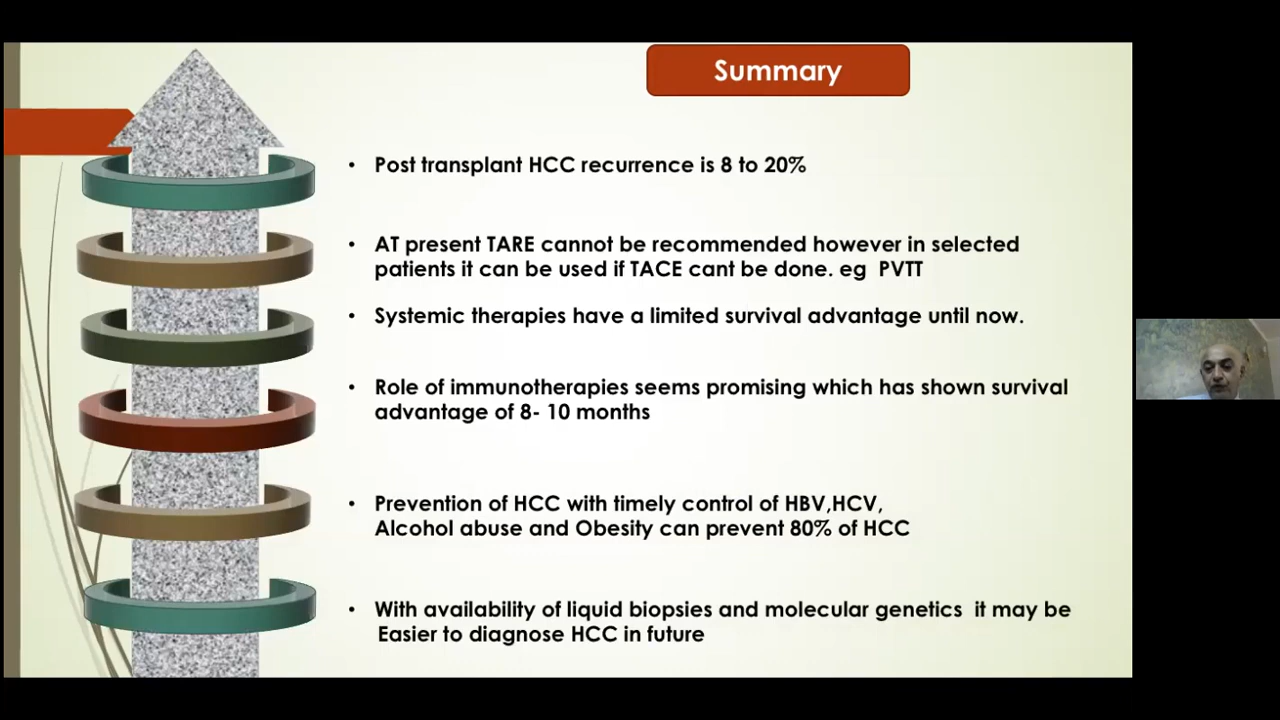 Summary
• Post transplant HCC recurrence is 8 to 20%
• AT present TARE cannot be recommended however in selected
patients it can be used if TACE cant be done. eg  PVTT
• Systemic therapies have a limited survival advantage until now.
• Role of immunotherapies seems promising which has shown survival
advantage of 8- 10 months
• Prevention of HCC with timely control of HBV,HCV,
Alcohol abuse and Obesity can prevent 80% of HCC
• With availability of liquid biopsies and molecular genetics  it may be
Easier to diagnose HCC in future